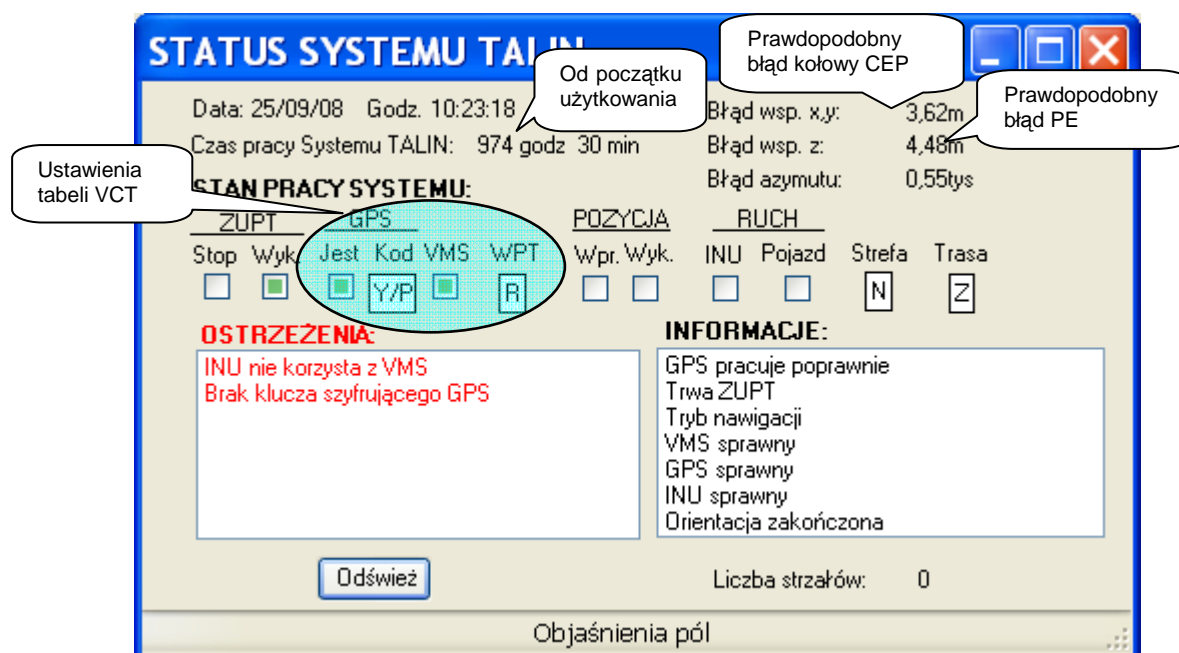 STATUS SYSTEMU TALIN
Prawdopodobny
błąd kołowy CEP
Od początku
użytkowania
Prawdopodobny
błąd PE
Ustawienia
tabeli VCT
Data: 25/09/08 Godz. 10:23:18
Błąd wsp. x,y: 3,62m
Czas pracy Systemu TALIN: 974 godz 30 min
Błąd wsp. z: 4,48m
STAN PRACY SYSTEMU:
Błąd azymutu: 0,55tys
ZUPT GPS POZYCJA RUCH
Stop Wyk. Jest Kod VMS WPT Wpr. Wyk. INU Pojazd Strefa Trasa
Y/P R N Z
OSTRZEŻENIA:
INU nie korzysta z VMS
Brak klucza szyfrującego GPS
INFORMACJE:
GPS pracuje poprawnie
Trwa ZUPT
Tryb nawigacji
VMS sprawny
GPS sprawny
INU sprawny
Orientacja zakończona
Odśwież
Liczba strzałów: 0
Objaśnienia pól